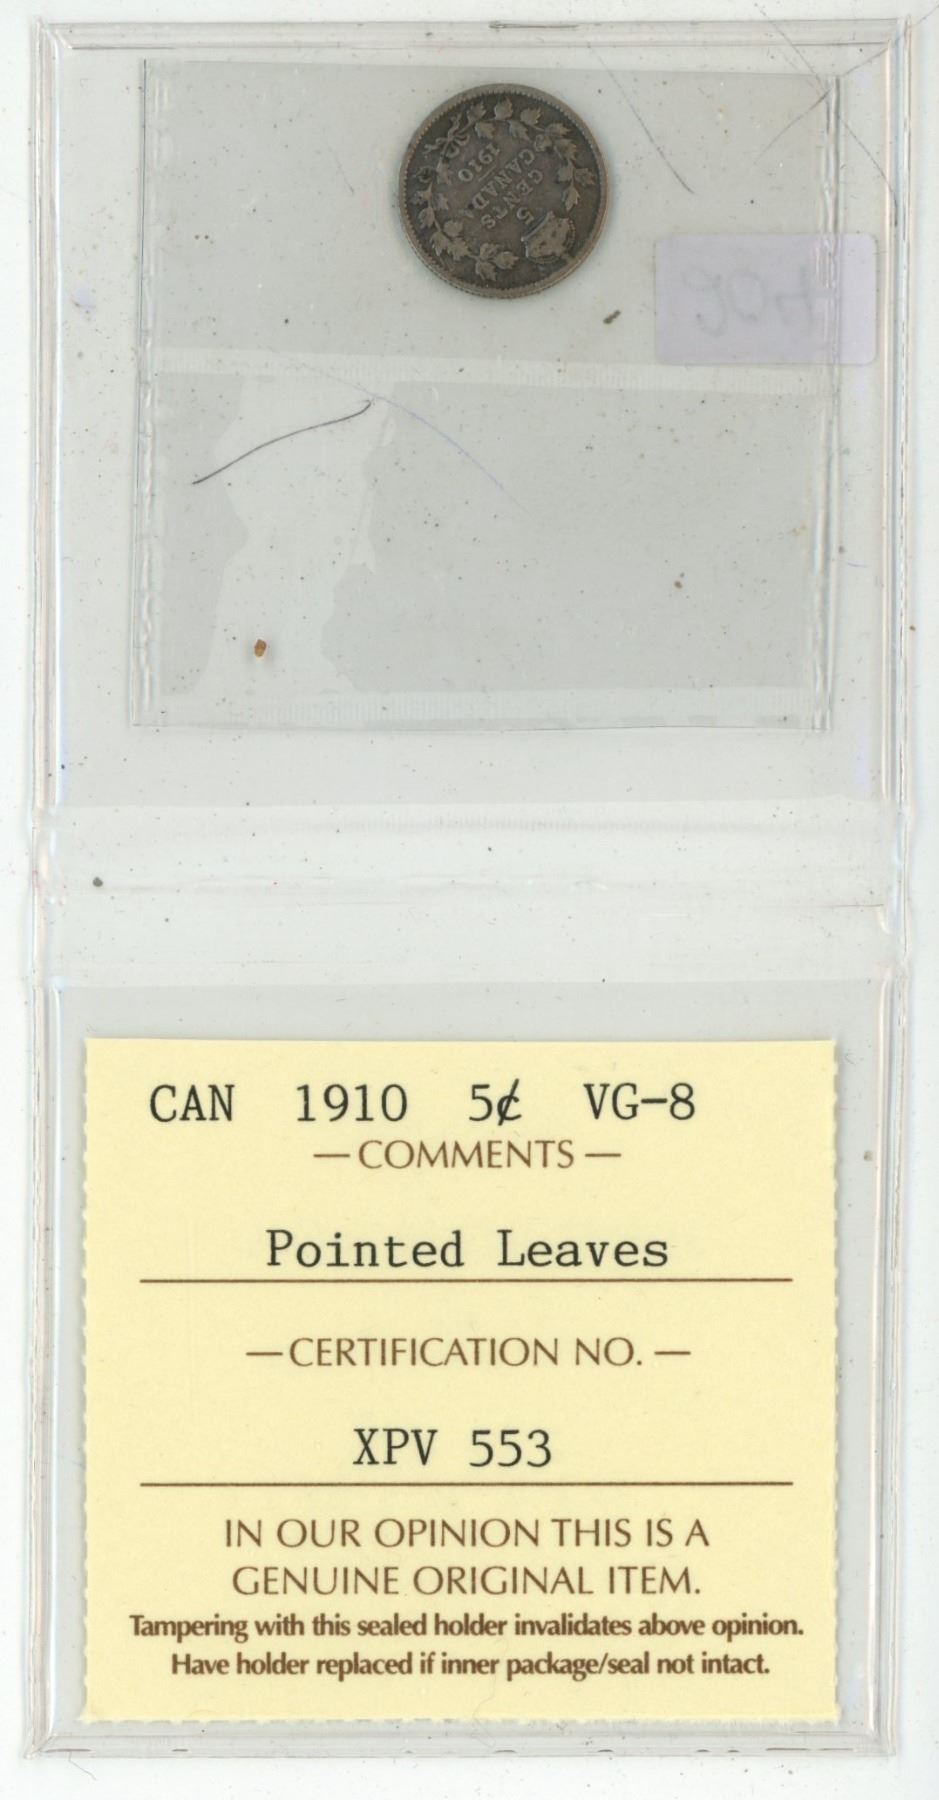 5
CENTS
CANADA
1910
CAN 1910 5¢ VG-8
— COMMENTS —
Pointed Leaves
— CERTIFICATION NO. —
XPV 553
IN OUR OPINION THIS IS A
GENUINE ORIGINAL ITEM.
Tampering with this sealed holder invalidates above opinion.
Have holder replaced if inner package/seal not intact.